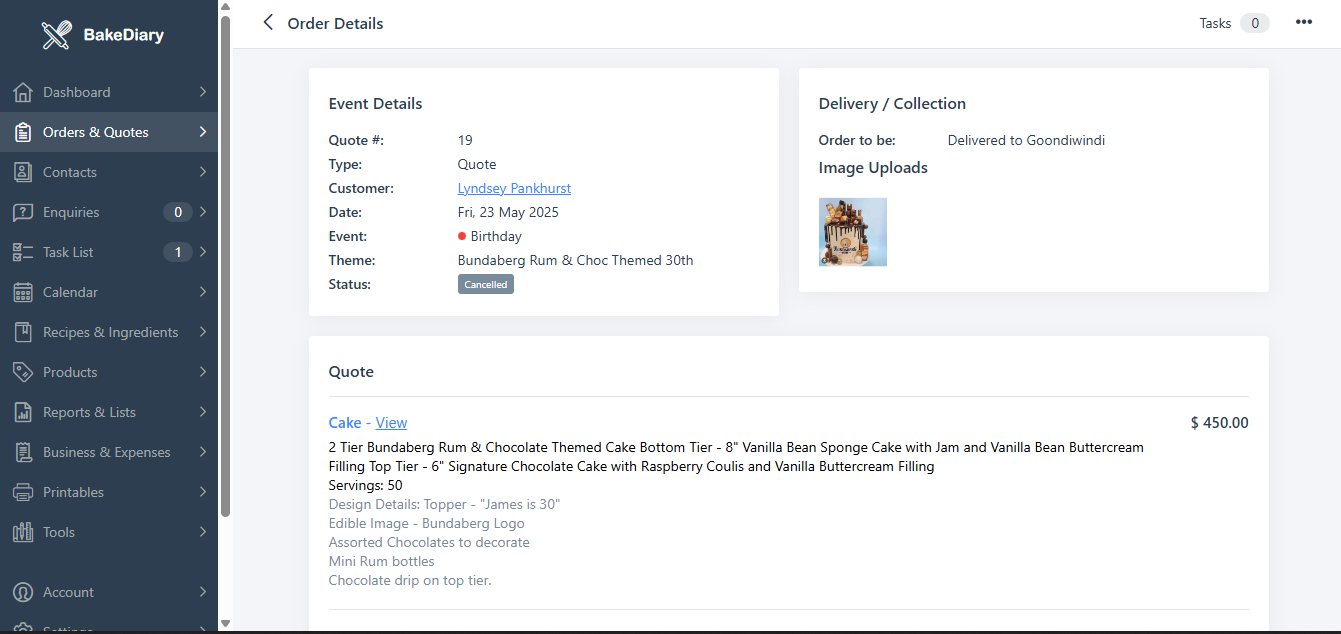 BakeDiary
Dashboard
Orders & Quotes
Contacts
Enquiries 0
Task List 1
Calendar
Recipes & Ingredients
Products
Reports & Lists
Business & Expenses
Printables
Tools
Account
Settings
Order Details
Tasks 0
Event Details
Quote #: 19
Type: Quote
Customer: Lyndsey Pankhurst
Date: Fri, 23 May 2025
Event: Birthday
Theme: Bundaberg Rum & Choc Themed 30th
Status: Cancelled
Delivery / Collection
Order to be: Delivered to Goondiwindi
Image Uploads
Quote
Cake - View $ 450.00
2 Tier Bundaberg Rum & Chocolate Themed Cake Bottom Tier - 8" Vanilla Bean Sponge Cake with Jam and Vanilla Bean Buttercream
Filling Top Tier - 6" Signature Chocolate Cake with Raspberry Coulis and Vanilla Buttercream Filling
Servings: 50
Design Details: Topper - "James is 30"
Edible Image - Bundaberg Logo
Assorted Chocolates to decorate
Mini Rum bottles
Chocolate drip on top tier.